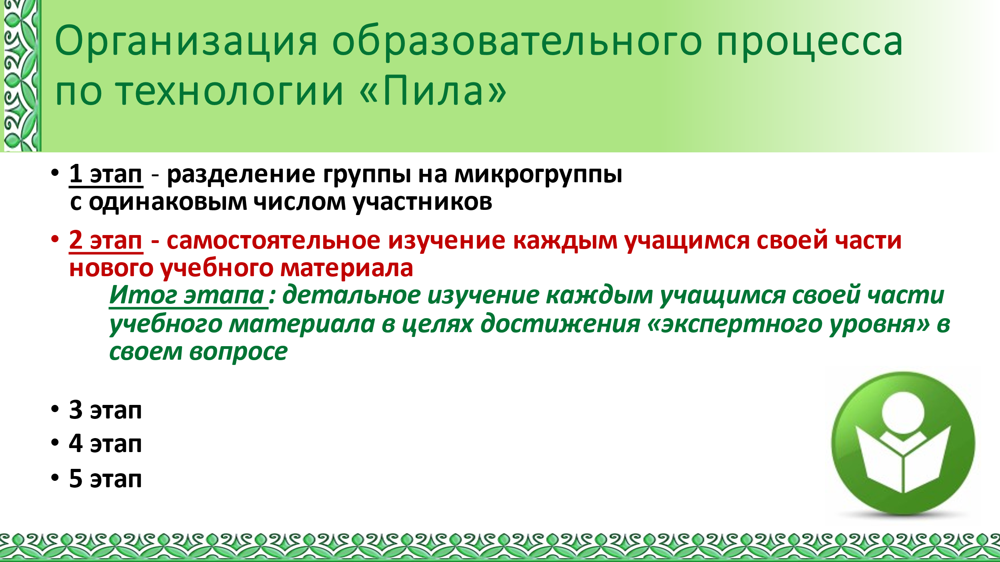 Организация образовательного процесса
по технологии «Пила»
• 1 этап - разделение группы на микрогруппы
с одинаковым числом участников
• 2 этап - самостоятельное изучение каждым учащимся своей части
нового учебного материала
Итог этапа: детальное изучение каждым учащимся своей части
учебного материала в целях достижения «экспертного уровня» в
своем вопросе
• 3 этап
• 4 этап
• 5 этап